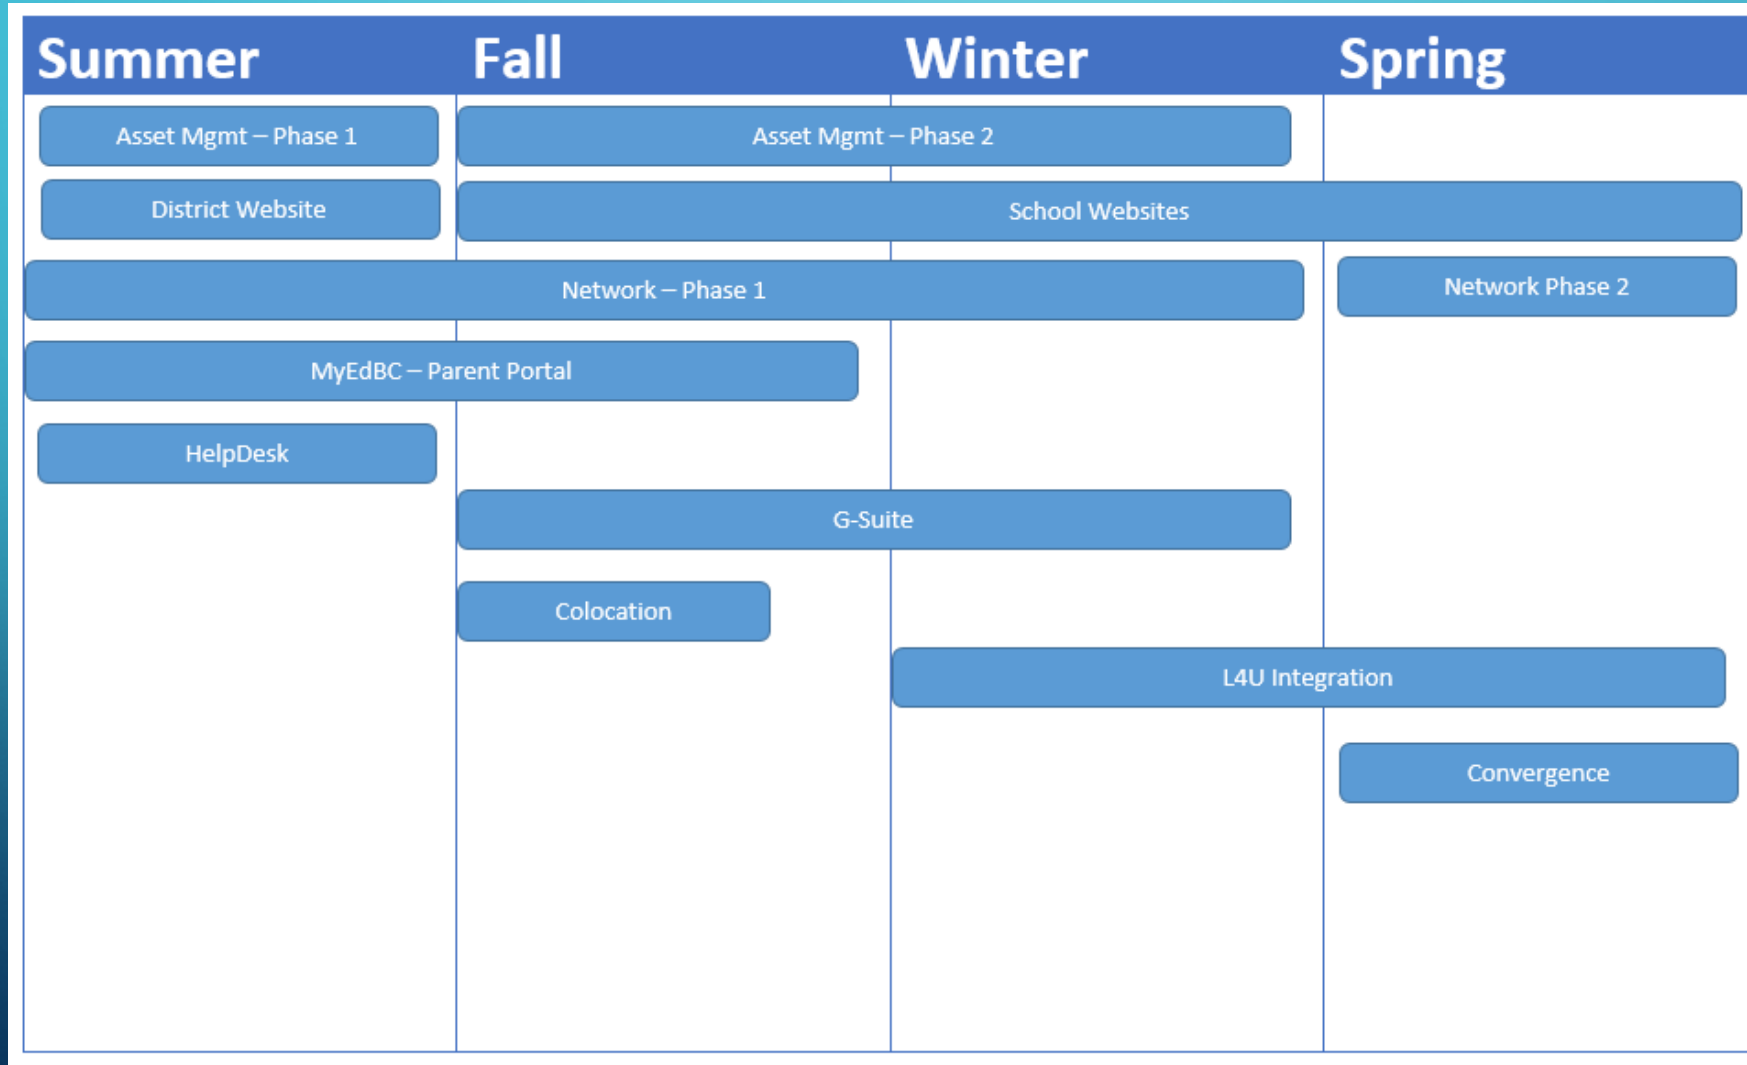 Summer Fall Winter Spring
Asset Mgmt – Phase 1
Asset Mgmt – Phase 2
District Website
School Websites
Network – Phase 1
Network Phase 2
MyEdBC – Parent Portal
HelpDesk
G-Suite
Colocation
L4U Integration
Convergence